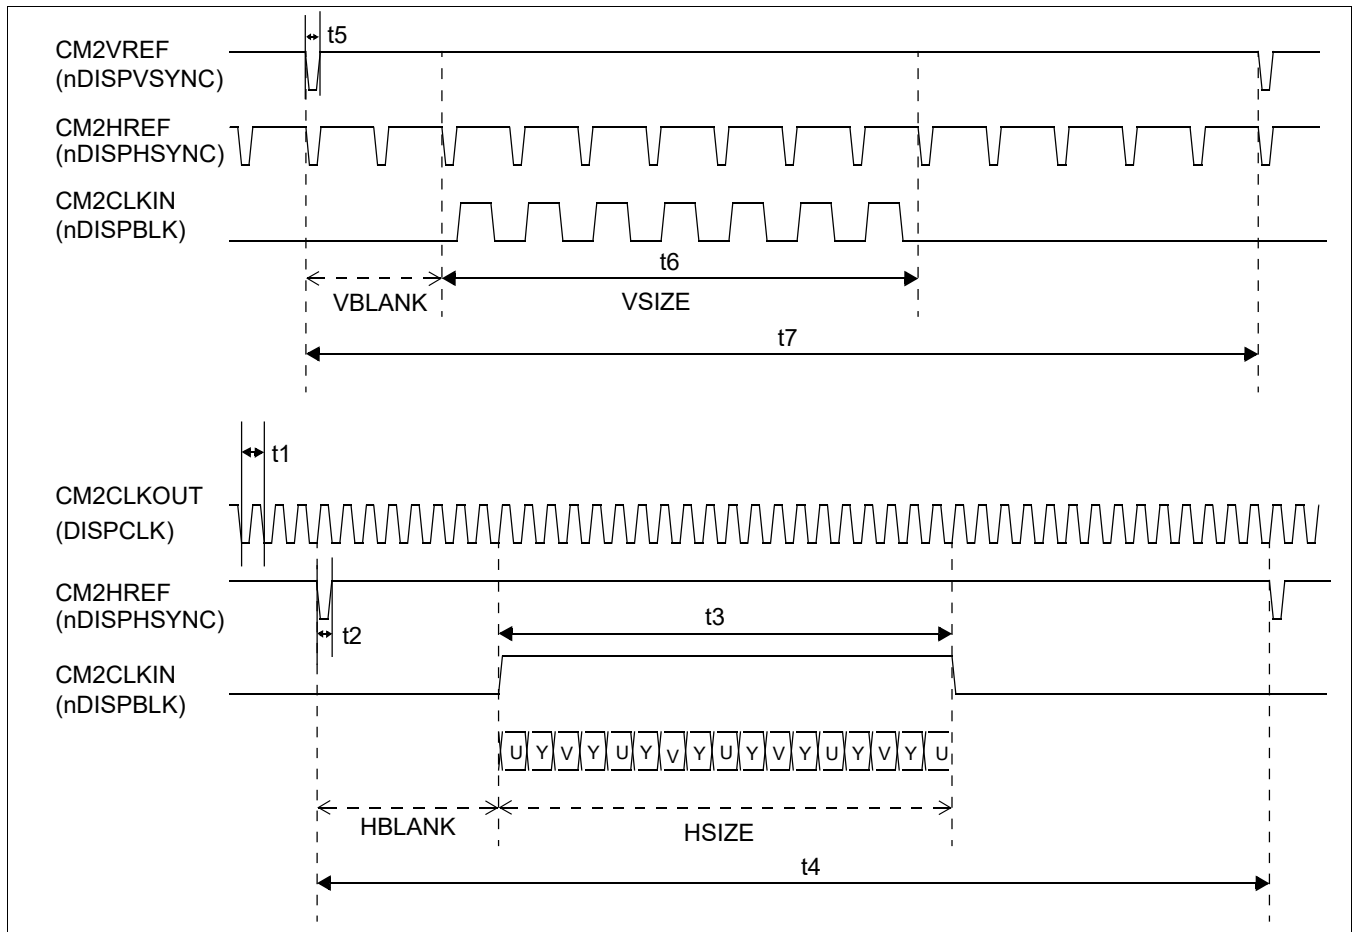 t5
CM2VREF
(nDISPVSYNC)
CM2HREF
(nDISPHSYNC)
CM2CLKIN
(nDISPBLK)
t6
VBLANK
VSIZE
t7
t1
CM2CLKOUT
(DISPCLK)
CM2HREF
(nDISPHSYNC)
t3
t2
CM2CLKIN
(nDISPBLK)
U Y V Y U Y V Y U Y V Y U Y V Y U
HBLANK
HSIZE
t4